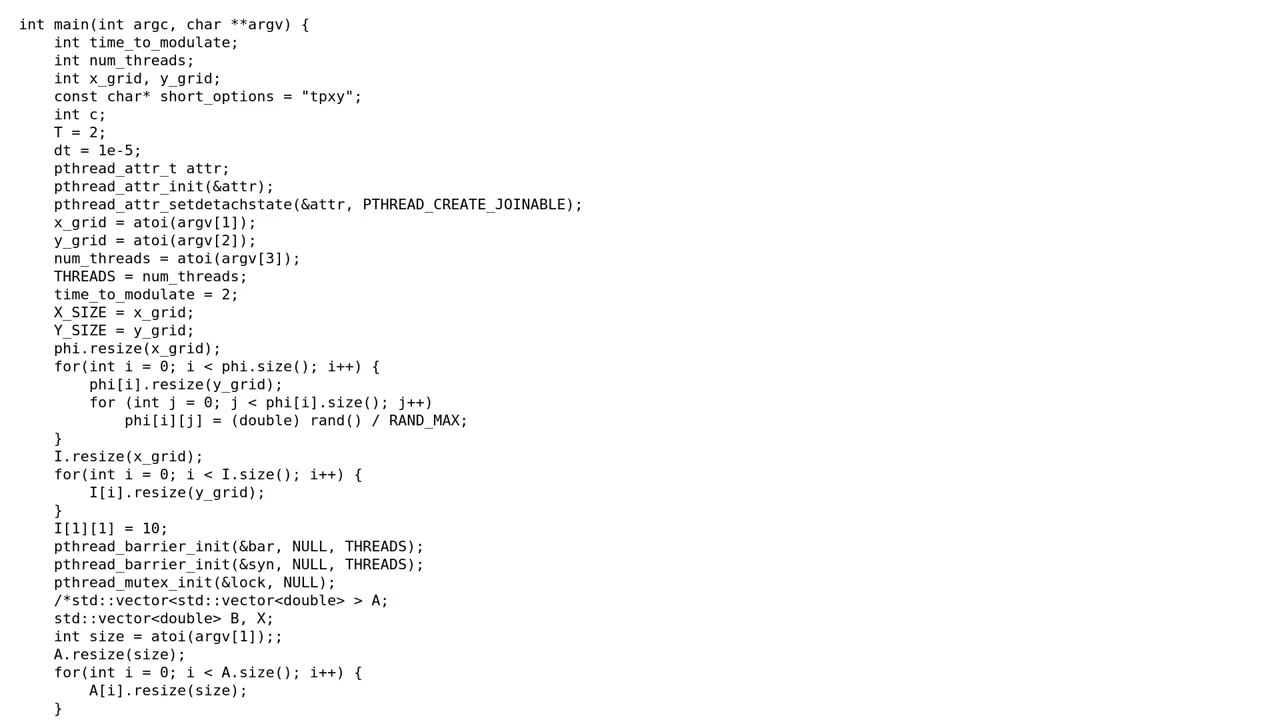 int main(int argc, char **argv) {
    int time_to_modulate;
    int num_threads;
    int x_grid, y_grid;
    const char* short_options = "tpxy";
    int c;
    T = 2;
    dt = 1e-5;
    pthread_attr_t attr;
    pthread_attr_init(&attr);
    pthread_attr_setdetachstate(&attr, PTHREAD_CREATE_JOINABLE);
    x_grid = atoi(argv[1]);
    y_grid = atoi(argv[2]);
    num_threads = atoi(argv[3]);
    THREADS = num_threads;
    time_to_modulate = 2;
    X_SIZE = x_grid;
    Y_SIZE = y_grid;
    phi.resize(x_grid);
    for(int i = 0; i < phi.size(); i++) {
        phi[i].resize(y_grid);
        for (int j = 0; j < phi[i].size(); j++)
            phi[i][j] = (double) rand() / RAND_MAX;
    }
    I.resize(x_grid);
    for(int i = 0; i < I.size(); i++) {
        I[i].resize(y_grid);
    }
    I[1][1] = 10;
    pthread_barrier_init(&bar, NULL, THREADS);
    pthread_barrier_init(&syn, NULL, THREADS);
    pthread_mutex_init(&lock, NULL);
    /*std::vector<std::vector<double> > A;
    std::vector<double> B, X;
    int size = atoi(argv[1]);;
    A.resize(size);
    for(int i = 0; i < A.size(); i++) {
        A[i].resize(size);
    }